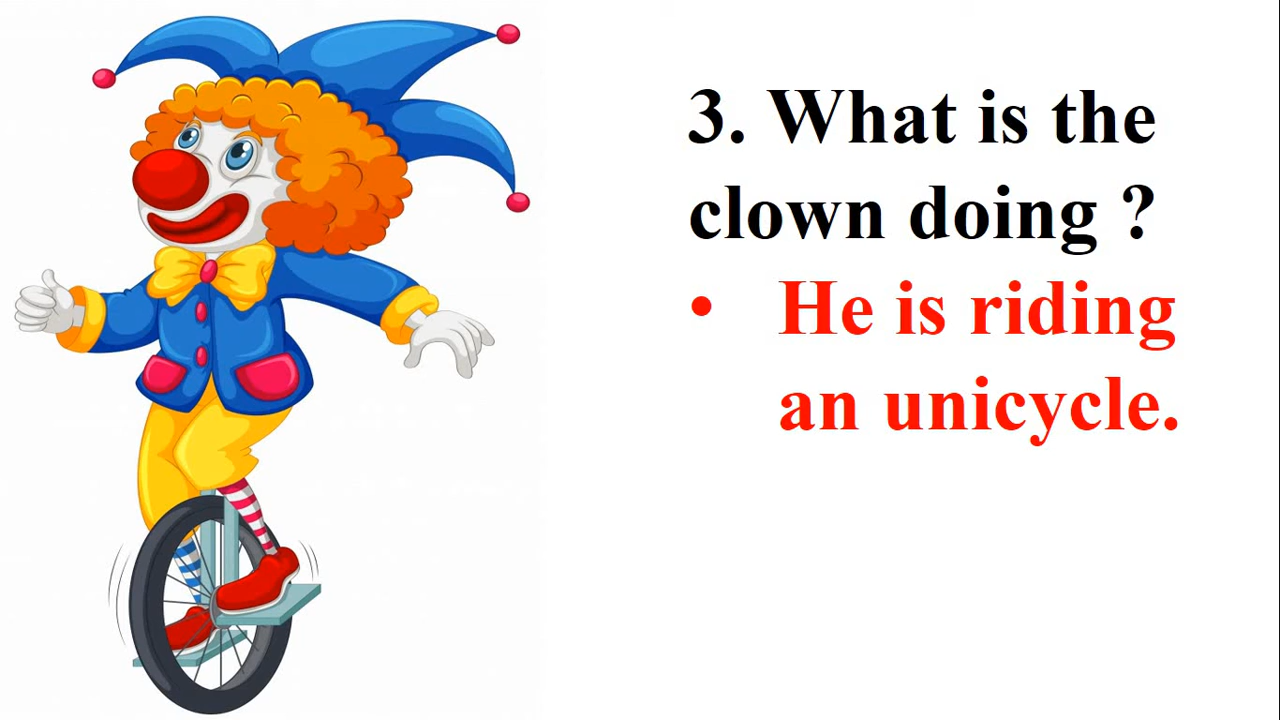 3. What is the
clown doing ?
• He is riding
an unicycle.